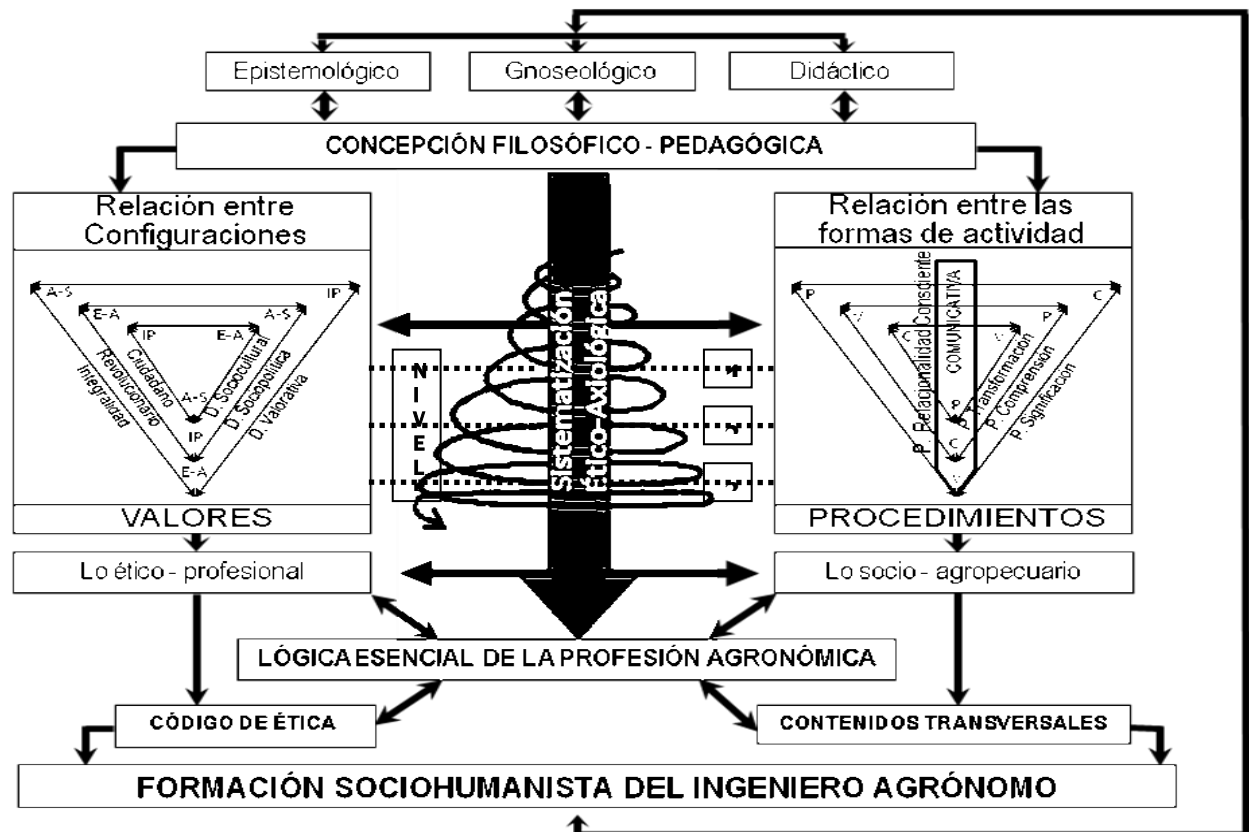 Epistemológico
Gnoseológico
Didáctico
CONCEPCIÓN FILOSÓFICO - PEDAGÓGICA
Relación entre
Configuraciones
A-S
IP
E-A
A-S
IP
E-A
Ciudadano
Revolucionario
Integralidad
D. Sociocultural
D. Sociopolítica
D. Valorativa
A-S
IP
E-A
VALORES
NIVEL
Sistematización
Ético-Axiológica
Relación entre las
formas de actividad
P
C
V
P
C
V
P. Relacionalidad Consciente
COMUNICATIVA
P. Transformación
P. Comprensión
P. Significación
P
C
V
PROCEDIMIENTOS
Lo ético - profesional
Lo socio - agropecuario
LÓGICA ESENCIAL DE LA PROFESIÓN AGRONÓMICA
CÓDIGO DE ÉTICA
CONTENIDOS TRANSVERSALES
FORMACIÓN SOCIOHUMANISTA DEL INGENIERO AGRÓNOMO